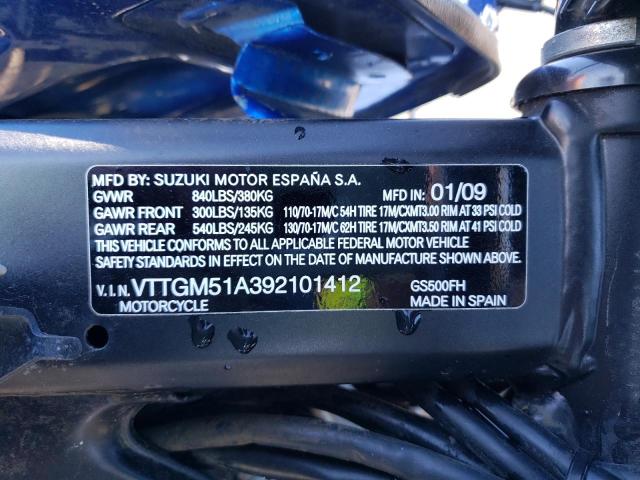 MFD BY: SUZUKI MOTOR ESPAÑA S.A. MFD IN: 01/09
GVWR 840LBS/380KG
GAWR FRONT 300LBS/135KG 110/70-17M/C 54H TIRE 17M/CXMT3.00 RIM AT 33 PSI COLD
GAWR REAR 540LBS/245KG 130/70-17M/C 62H TIRE 17M/CXMT3.50 RIM AT 41 PSI COLD
THIS VEHICLE CONFORMS TO ALL APPLICABLE FEDERAL MOTOR VEHICLE
SAFETY STANDARDS IN EFFECT ON THE DATE OF MANUFACTURE SHOWN ABOVE.
V.I.N. VTTGM51A392101412 GS500FH
MOTORCYCLE MADE IN SPAIN